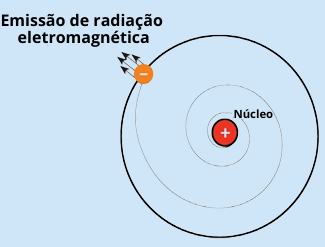 Emissão de radiação
eletromagnética
−
Núcleo
+